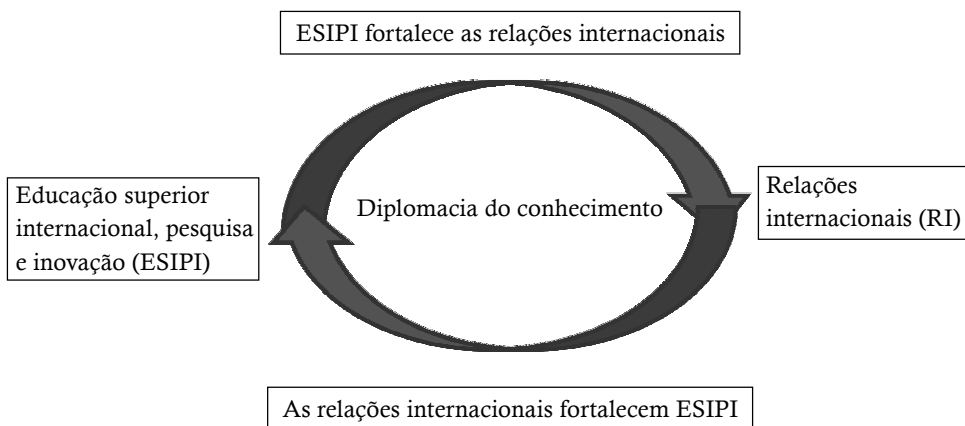 ESIPI fortalece as relações internacionais
Educação superior
internacional, pesquisa
e inovação (ESIPI)
Diplomacia do conhecimento
Relações
internacionais (RI)
As relações internacionais fortalecem ESIPI